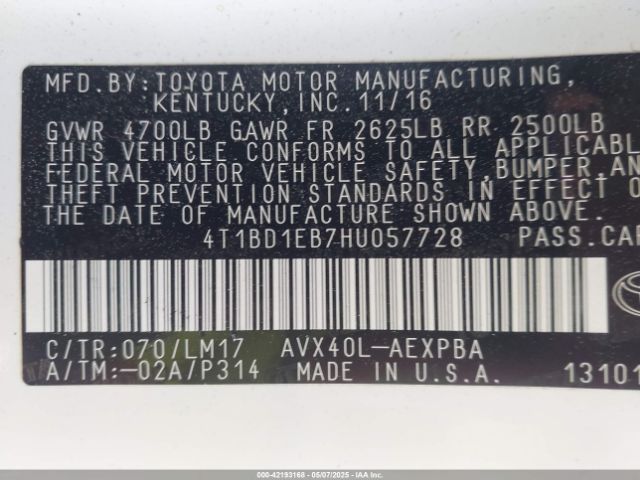 MFD.BY:TOYOTA MOTOR MANUFACTURING,
KENTUCKY,INC.11/16
GVWR 4700LB GAWR FR 2625LB RR 2500LB
THIS VEHICLE CONFORMS TO ALL APPLICABL
FEDERAL MOTOR VEHICLE SAFETY,BUMPER,AN
THEFT PREVENTION STANDARDS IN EFFECT O
THE DATE OF MANUFACTURE SHOWN ABOVE.
4T1BD1EB7HU057728 PASS.CAR
C/TR:070/LM17 AVX40L-AEXPBA
A/TM:-02A/P314 MADE IN U.S.A. 13101
000-42193168 - 05/07/2025 - IAAI.COM